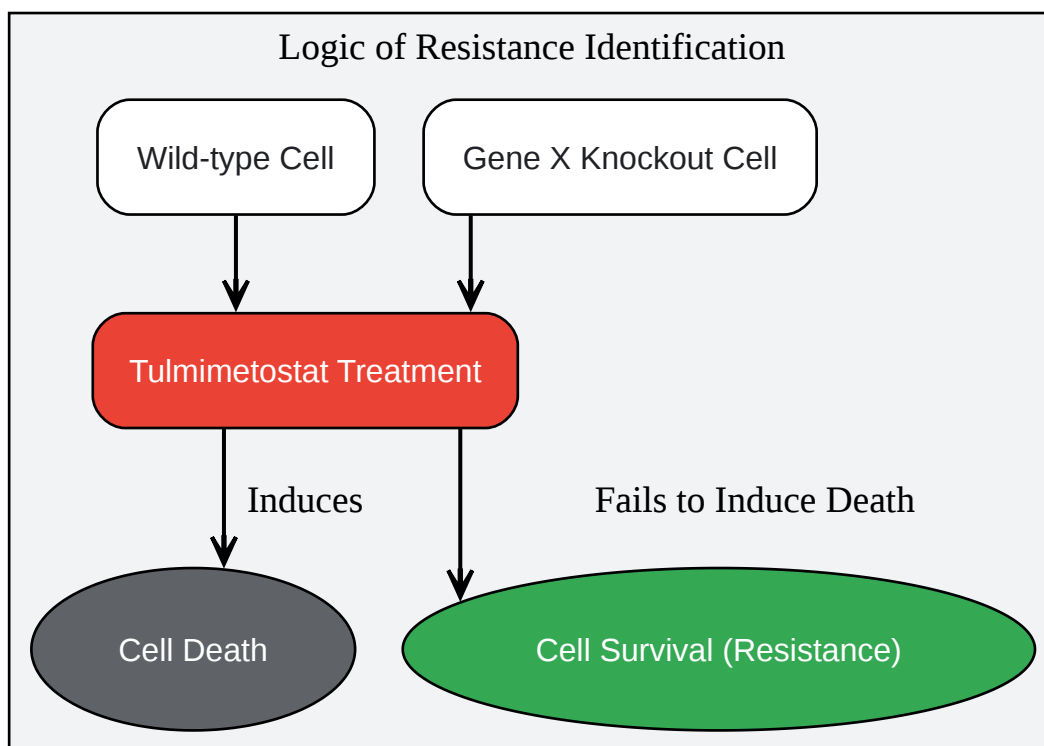 Logic of Resistance Identification
Wild-type Cell
Gene X Knockout Cell
Tulmimetostat Treatment
Induces
Fails to Induce Death
Cell Death
Cell Survival (Resistance)